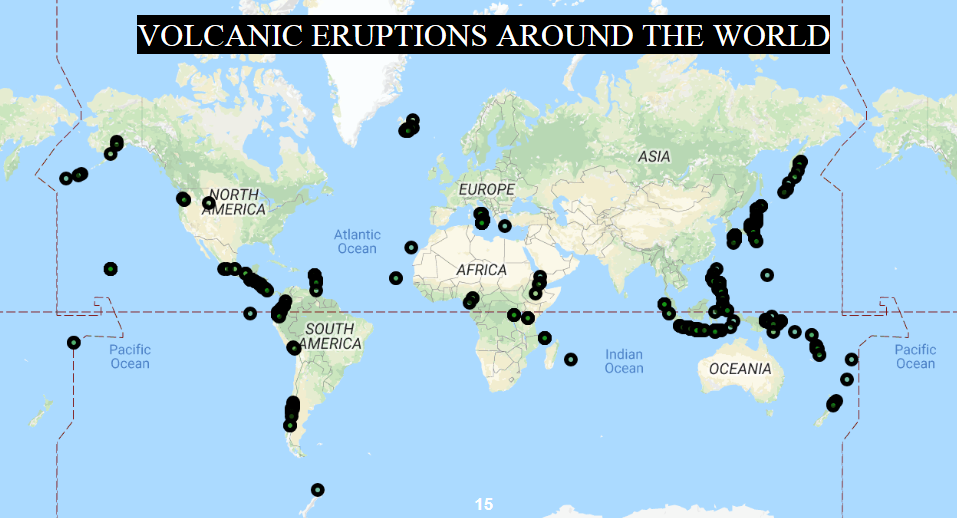 VOLCANIC ERUPTIONS AROUND THE WORLD
ASIA
EUROPE
NORTH
AMERICA
Atlantic
Ocean
AFRICA
SOUTH
AMERICA
Pacific
Ocean
Indian
Ocean
OCEANIA
Pacific
Ocean
15